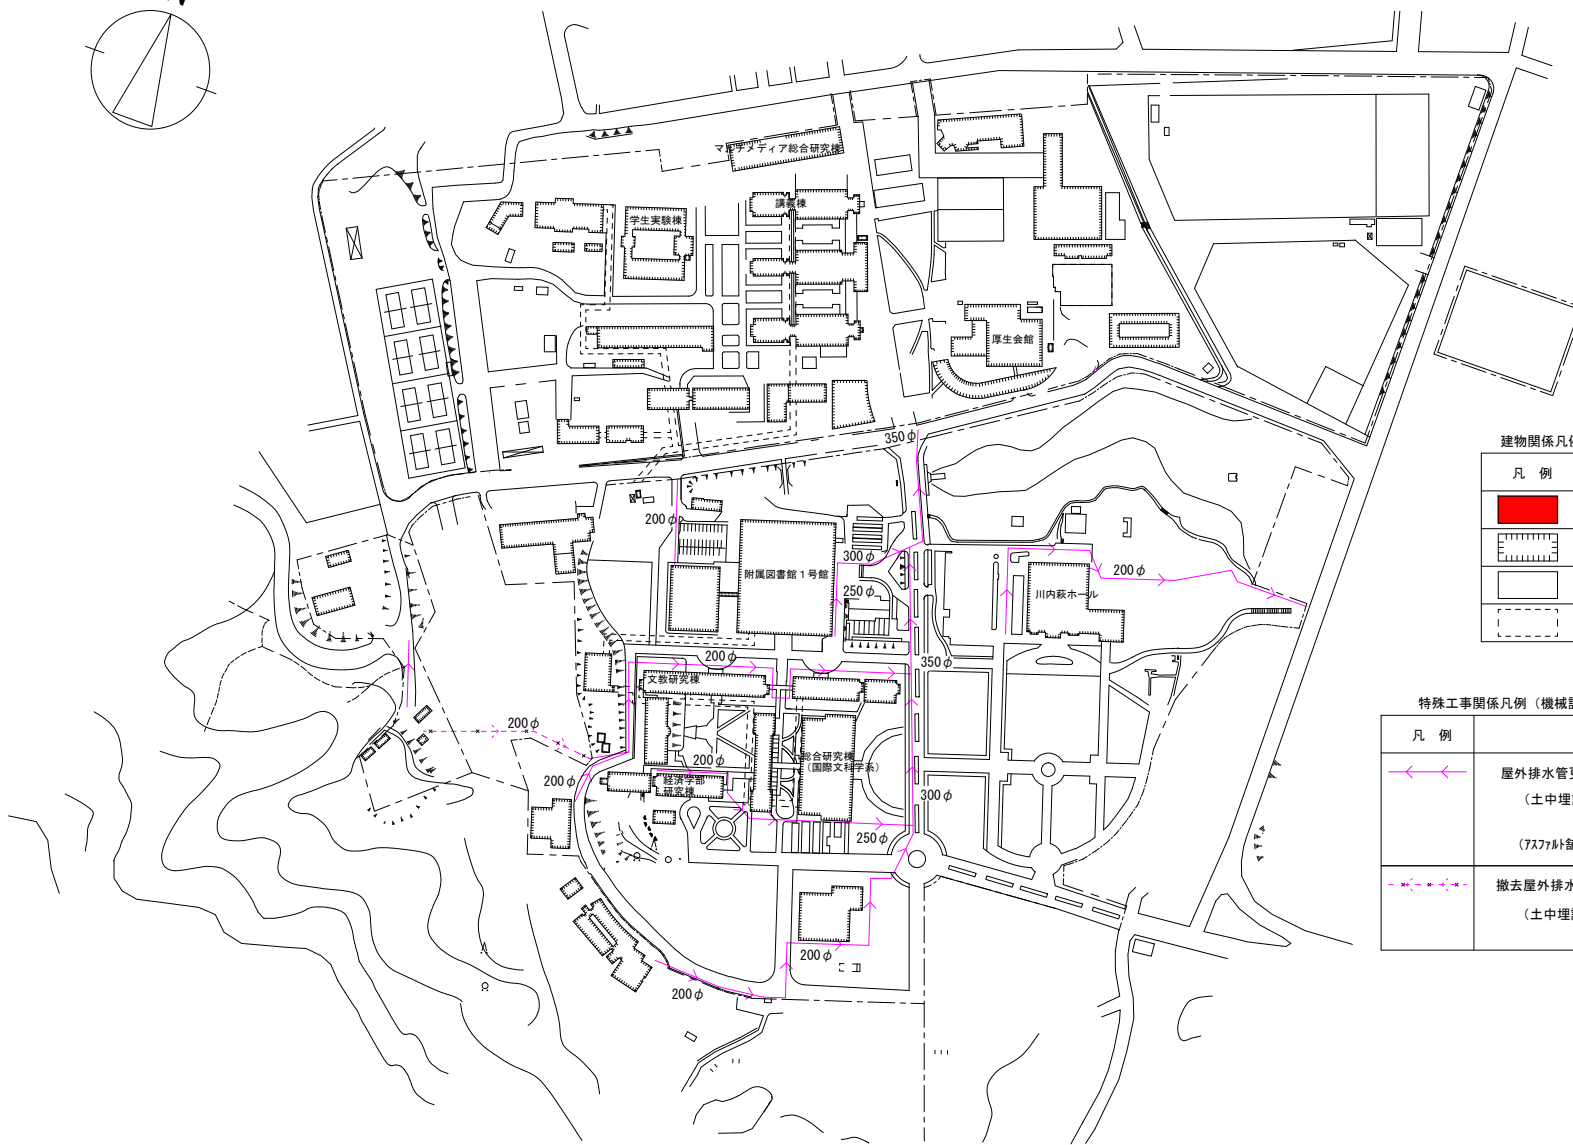 マルチメディア総合研究棟
講義棟
学生実験棟
厚生会館
350φ
建物関係凡例
凡 例
200φ
300φ
附属図書館1号館
250φ
200φ
川内萩ホール
200φ
350φ
文教研究棟
特殊工事関係凡例（機械設
凡 例
200φ
総合研究棟
（国際文科学系）
200φ
屋外排水管更
200φ
経済学部
研究棟
（土中埋設
300φ
250φ
（アスファルト舗
撤去屋外排水
（土中埋設
200φ
200φ